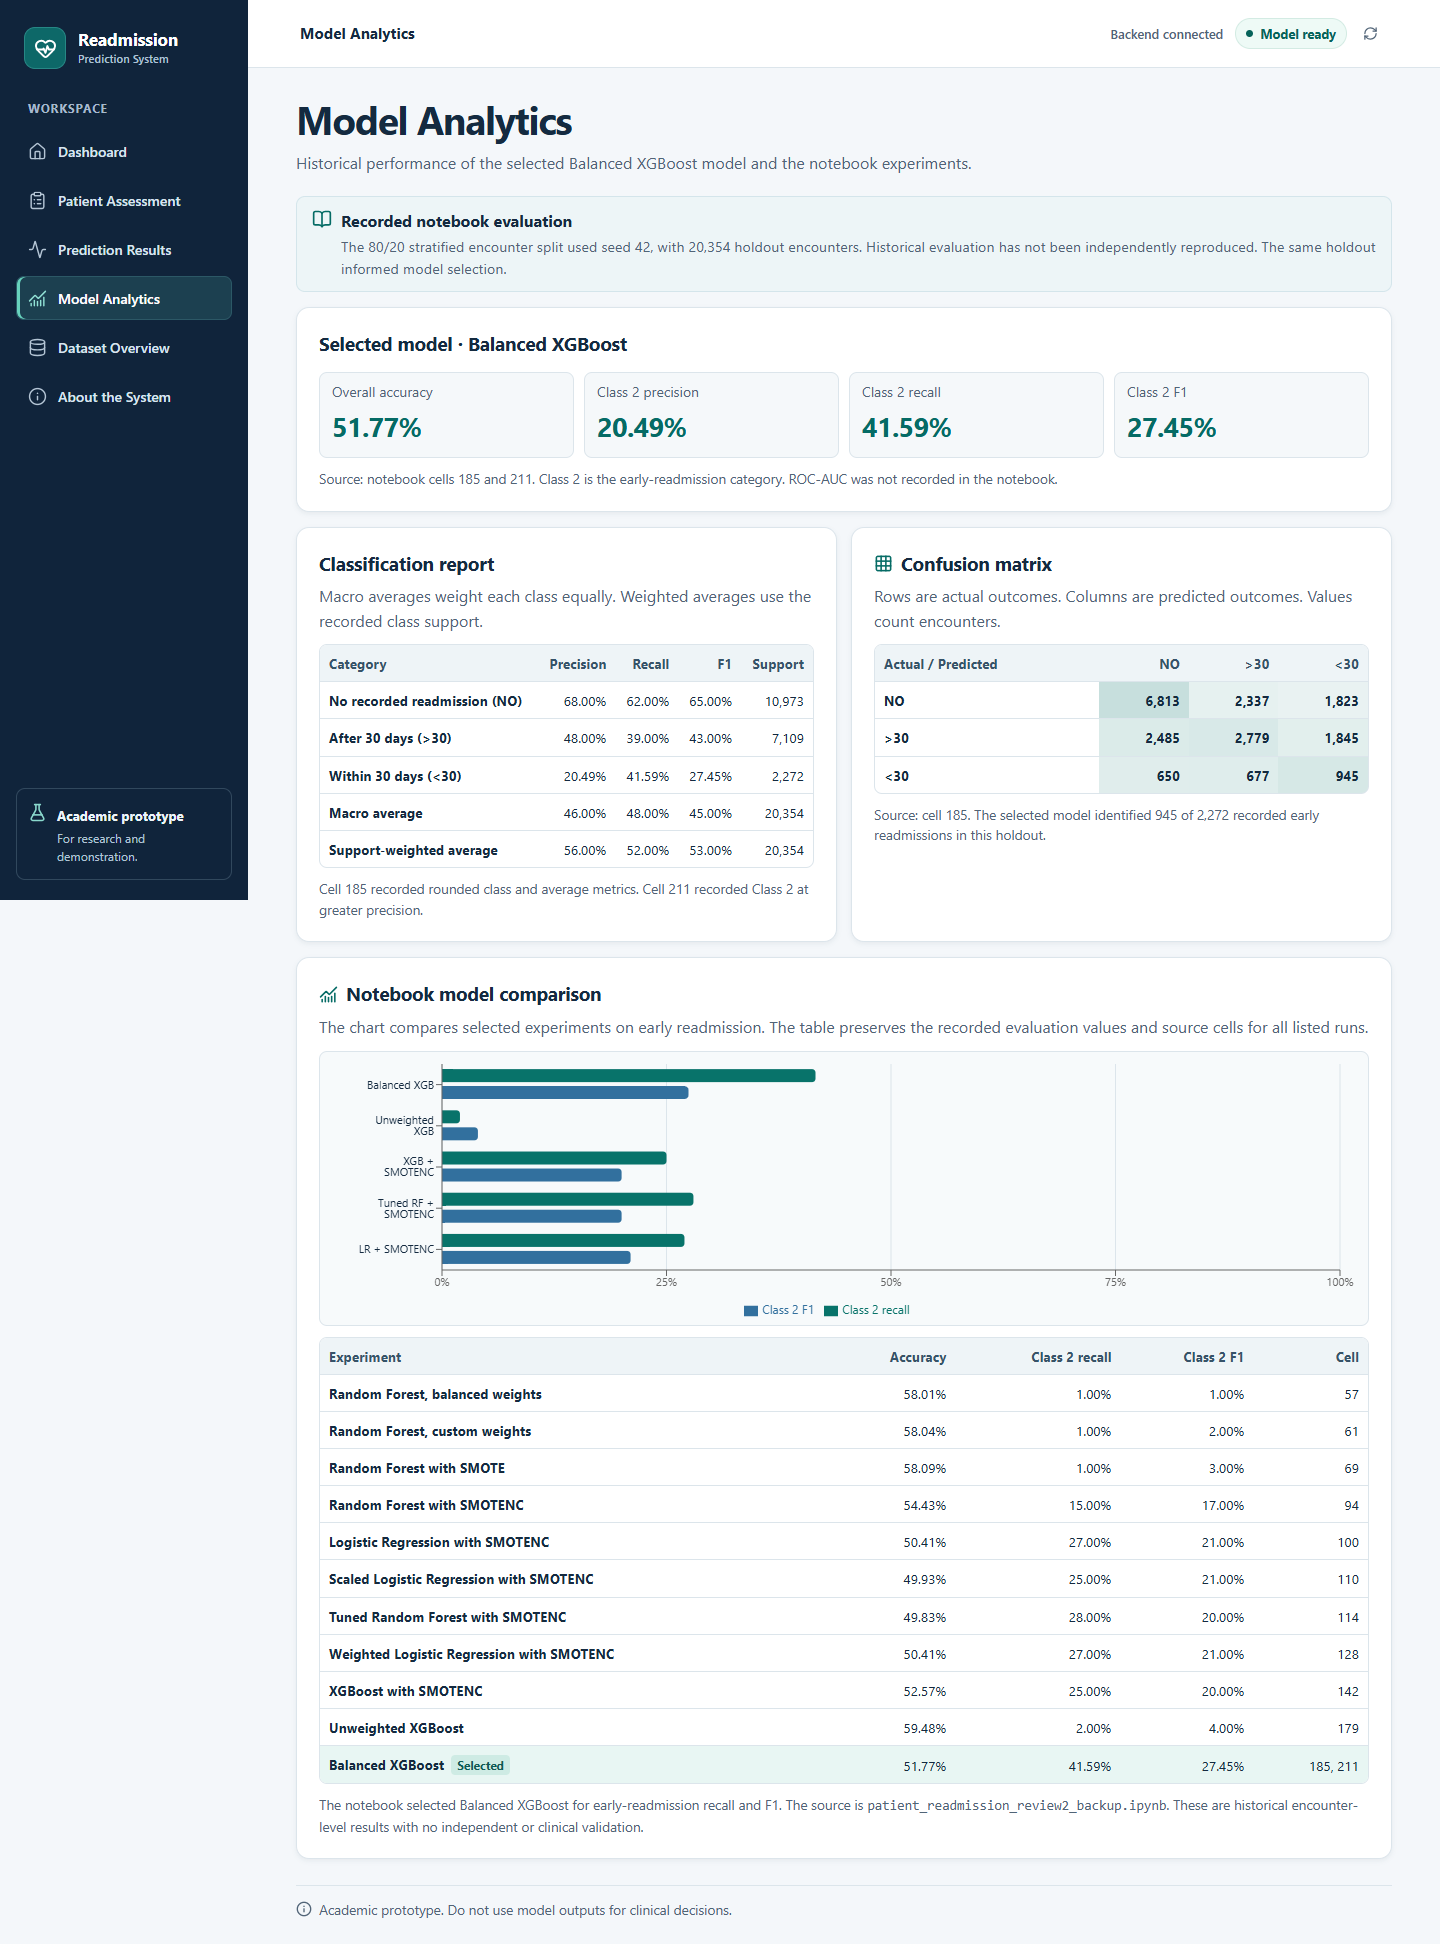 Readmission
Prediction System
WORKSPACE
Dashboard
Patient Assessment
Prediction Results
Model Analytics
Dataset Overview
About the System
Academic prototype
For research and
demonstration.
Model Analytics
Backend connected
Model ready
Model Analytics
Historical performance of the selected Balanced XGBoost model and the notebook experiments.
Recorded notebook evaluation
The 80/20 stratified encounter split used seed 42, with 20,354 holdout encounters. Historical evaluation has not been independently reproduced. The same holdout
informed model selection.
Selected model · Balanced XGBoost
Overall accuracy
51.77%
Class 2 precision
20.49%
Class 2 recall
41.59%
Class 2 F1
27.45%
Source: notebook cells 185 and 211. Class 2 is the early-readmission category. ROC-AUC was not recorded in the notebook.
Classification report
Macro averages weight each class equally. Weighted averages use the
recorded class support.
Category Precision Recall F1 Support
No recorded readmission (NO) 68.00% 62.00% 65.00% 10,973
After 30 days (>30) 48.00% 39.00% 43.00% 7,109
Within 30 days (<30) 20.49% 41.59% 27.45% 2,272
Macro average 46.00% 48.00% 45.00% 20,354
Support-weighted average 56.00% 52.00% 53.00% 20,354
Cell 185 recorded rounded class and average metrics. Cell 211 recorded Class 2 at
greater precision.
Confusion matrix
Rows are actual outcomes. Columns are predicted outcomes. Values
count encounters.
Actual / Predicted NO >30 <30
NO 6,813 2,337 1,823
>30 2,485 2,779 1,845
<30 650 677 945
Source: cell 185. The selected model identified 945 of 2,272 recorded early
readmissions in this holdout.
Notebook model comparison
The chart compares selected experiments on early readmission. The table preserves the recorded evaluation values and source cells for all listed runs.
Balanced XGB
Unweighted
XGB
XGB +
SMOTENC
Tuned RF +
SMOTENC
LR + SMOTENC
0% 25% 50% 75% 100%
Class 2 F1 Class 2 recall
Experiment Accuracy Class 2 recall Class 2 F1 Cell
Random Forest, balanced weights 58.01% 1.00% 1.00% 57
Random Forest, custom weights 58.04% 1.00% 2.00% 61
Random Forest with SMOTE 58.09% 1.00% 3.00% 69
Random Forest with SMOTENC 54.43% 15.00% 17.00% 94
Logistic Regression with SMOTENC 50.41% 27.00% 21.00% 100
Scaled Logistic Regression with SMOTENC 49.93% 25.00% 21.00% 110
Tuned Random Forest with SMOTENC 49.83% 28.00% 20.00% 114
Weighted Logistic Regression with SMOTENC 50.41% 27.00% 21.00% 128
XGBoost with SMOTENC 52.57% 25.00% 20.00% 142
Unweighted XGBoost 59.48% 2.00% 4.00% 179
Balanced XGBoost Selected 51.77% 41.59% 27.45% 185, 211
The notebook selected Balanced XGBoost for early-readmission recall and F1. The source is patient_readmission_review2_backup.ipynb. These are historical encounter-
level results with no independent or clinical validation.
Academic prototype. Do not use model outputs for clinical decisions.